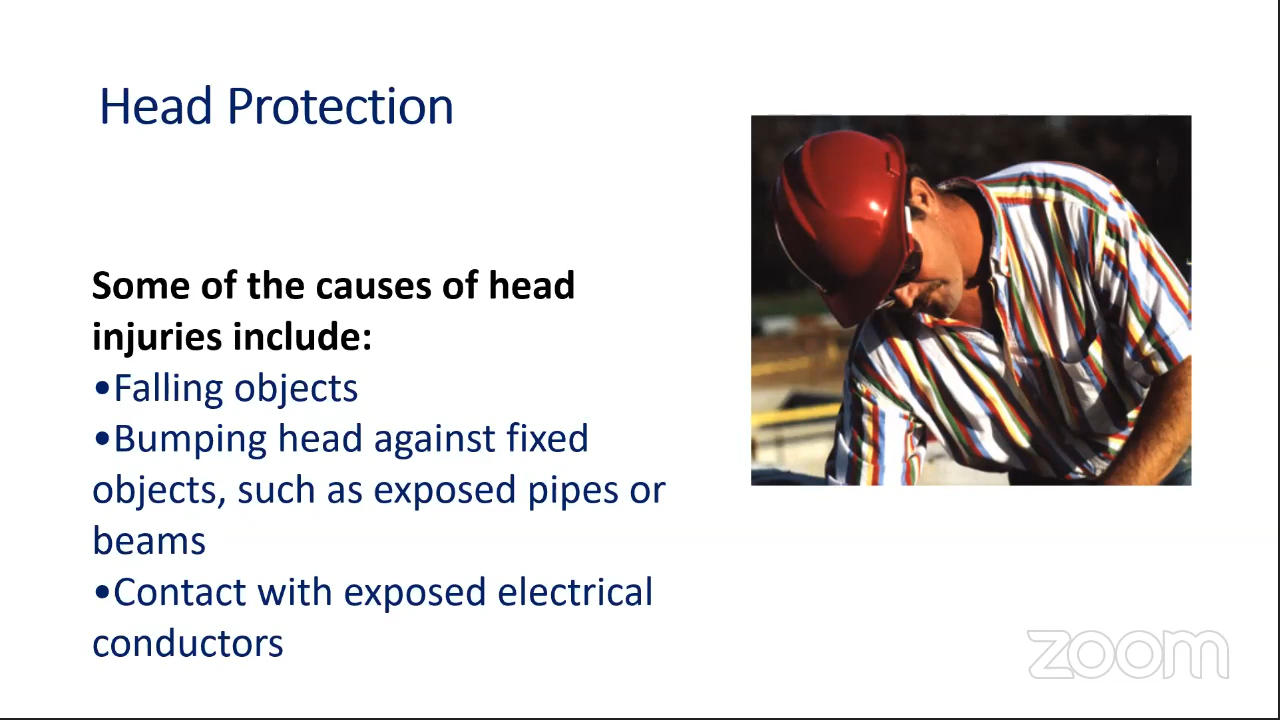 Head Protection
Some of the causes of head
injuries include:
•Falling objects
•Bumping head against fixed
objects, such as exposed pipes or
beams
•Contact with exposed electrical
conductors
zoom